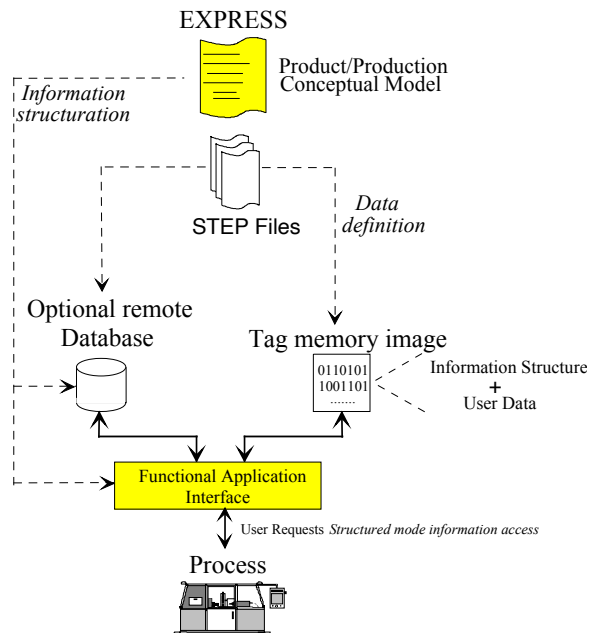 EXPRESS
Product/Production
Conceptual Model
Information
structuration
STEP Files
Data
definition
Optional remote
Database
Tag memory image
0110101
1001101
.......
Information Structure
+
User Data
Functional Application
Interface
User Requests Structured mode information access
Process